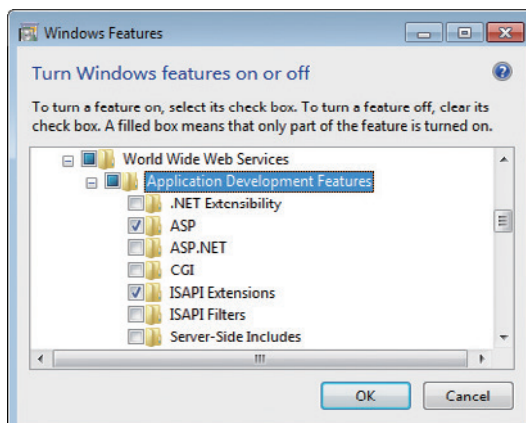 Windows Features
Turn Windows features on or off
To turn a feature on, select its check box. To turn a feature off, clear its
check box. A filled box means that only part of the feature is turned on.
World Wide Web Services
Application Development Features
.NET Extensibility
ASP
ASP.NET
CGI
ISAPI Extensions
ISAPI Filters
Server-Side Includes
OK Cancel